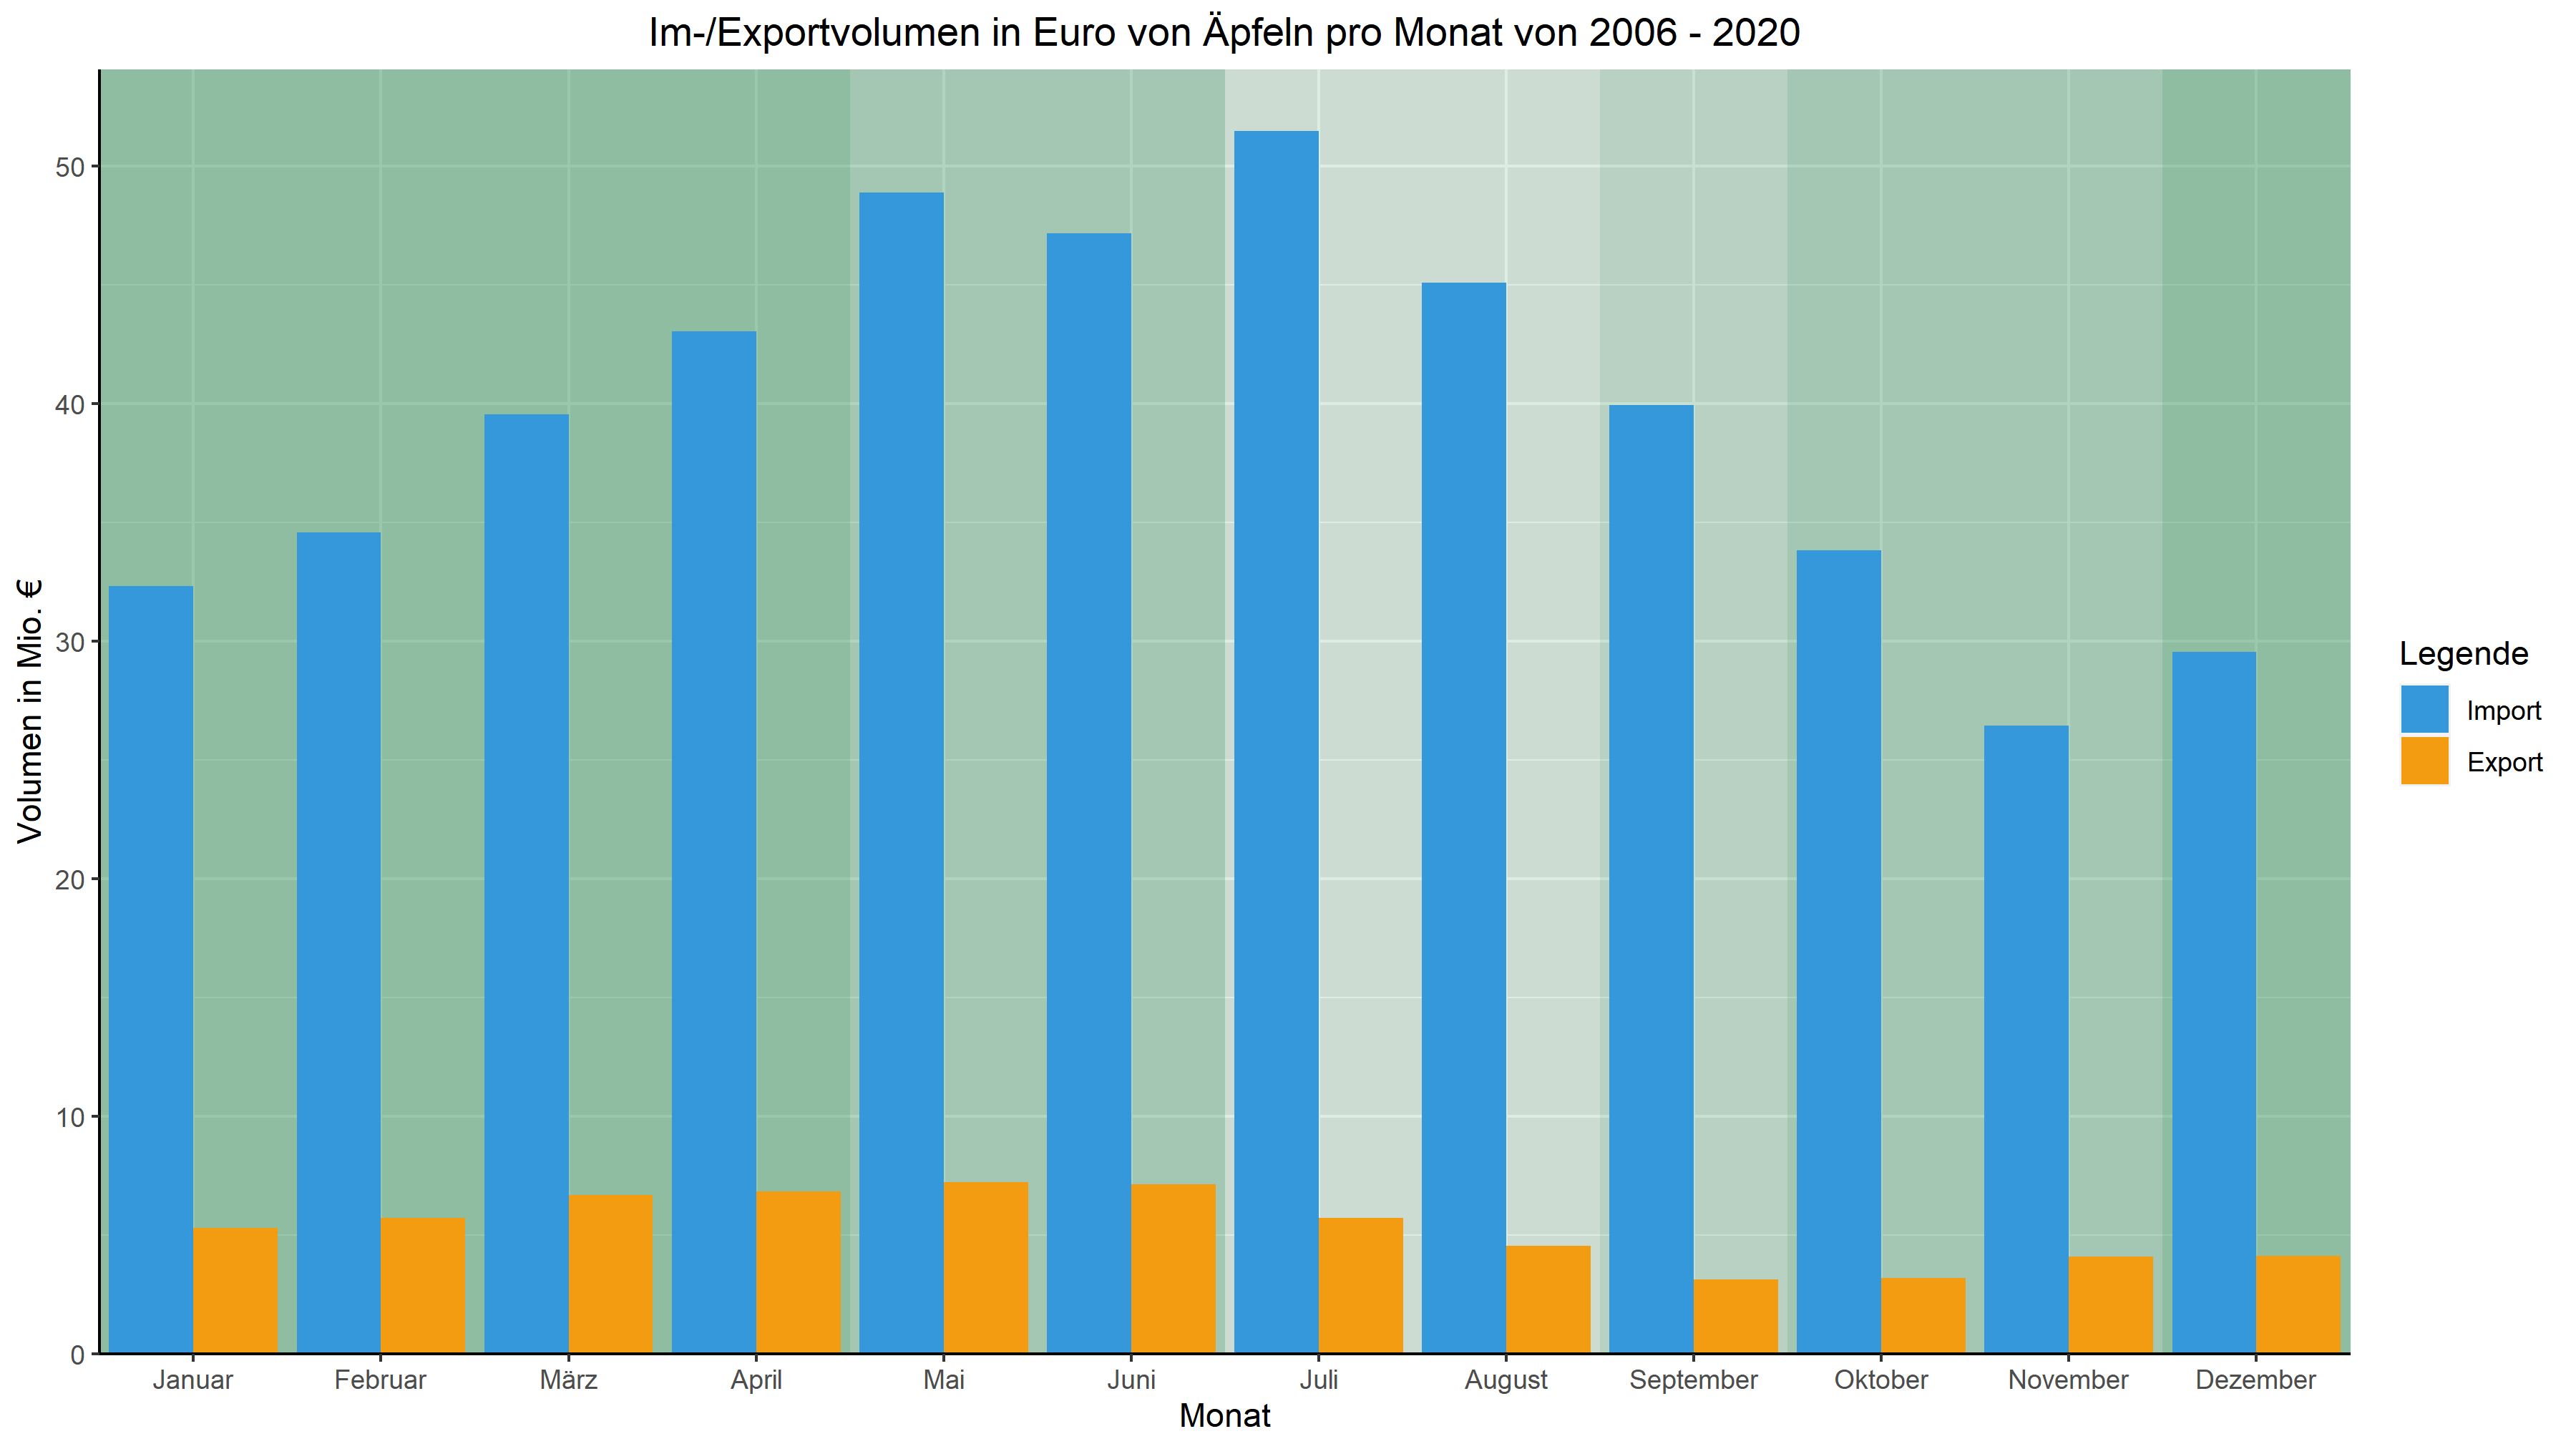 Im-/Exportvolumen in Euro von Äpfeln pro Monat von 2006 - 2020
Volumen in Mio. €
50
40
30
20
10
0
Januar Februar März April Mai Juni Juli August September Oktober November Dezember
Monat
Legende
Import
Export